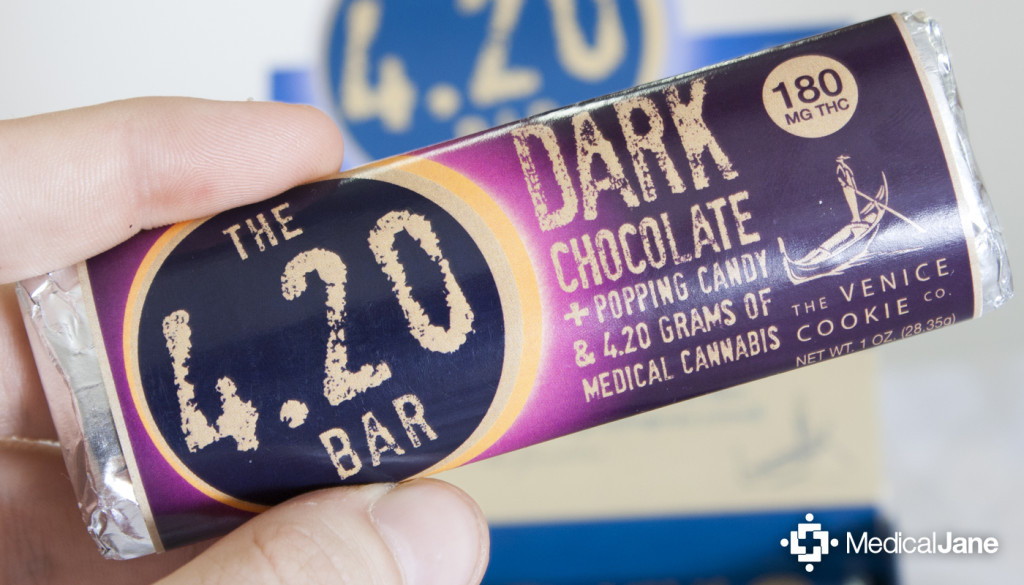 4.20
THE
4.20
BAR
DARK
CHOCOLATE
+ POPPING CANDY
& 4.20 GRAMS OF
MEDICAL CANNABIS
180
MG THC
THE VENICE
COOKIE CO.
NET WT. 1 OZ. (28.35g)
MedicalJane